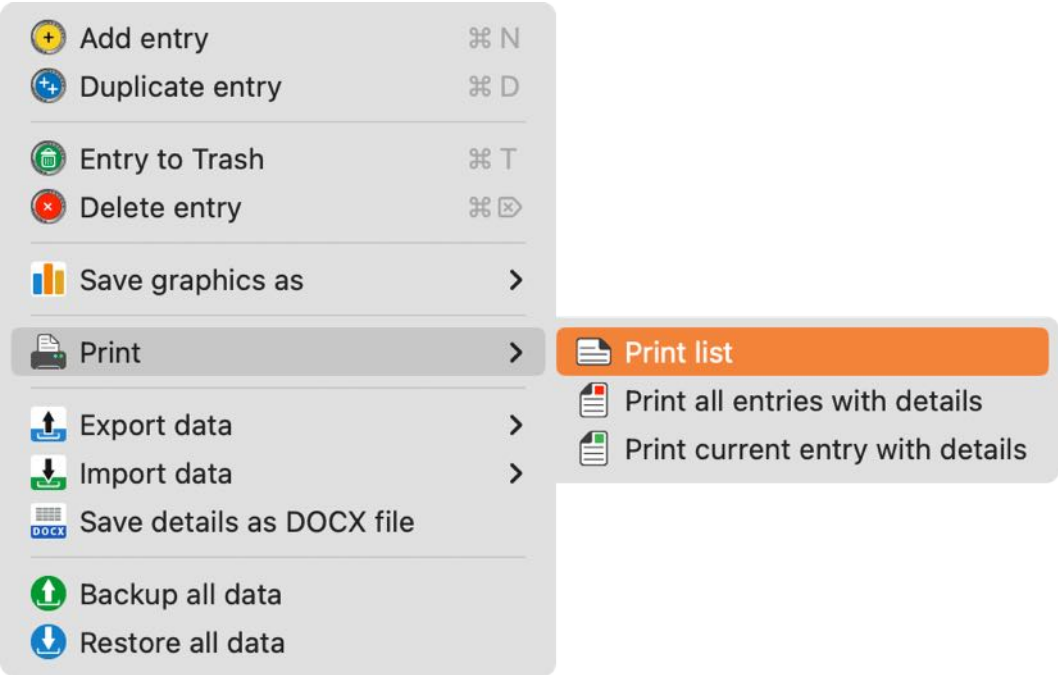 Add entry ⌘ N
Duplicate entry ⌘ D
Entry to Trash ⌘ T
Delete entry ⌘ ⌦
Save graphics as
Print
Print list
Print all entries with details
Print current entry with details
Export data
Import data
DOCX Save details as DOCX file
Backup all data
Restore all data